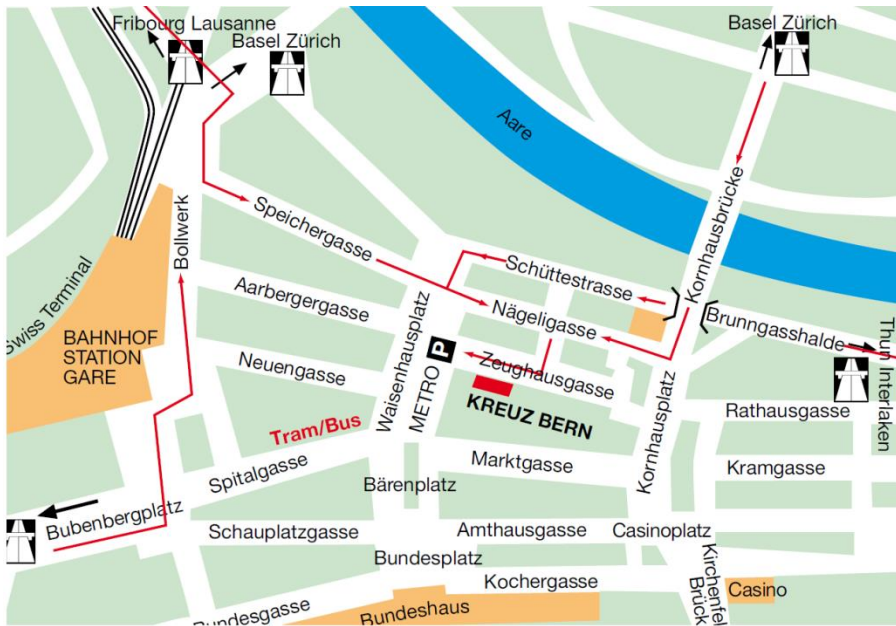 Fribourg Lausanne
Basel Zürich
Basel Zürich
Aare
Kornhausbrücke
Speichergasse
Bollwerk
Swiss Terminal
Schüttestrasse
Aarbergergasse
Nägeligasse
Brunngasshalde
Thun Interlaken
BAHNHOF
STATION
GARE
Waisenhausplatz
METRO P
Zeughausgasse
Neuengasse
KREUZ BERN
Kornhausplatz
Rathausgasse
Tram/Bus
Spitalgasse
Marktgasse
Kramgasse
Bärenplatz
Bubenbergplatz
Schauplatzgasse
Amthausgasse
Casinoplatz
Bundesplatz
Kochergasse
Kirchenfel
Brück
Casino
Bundesgasse
Bundeshaus